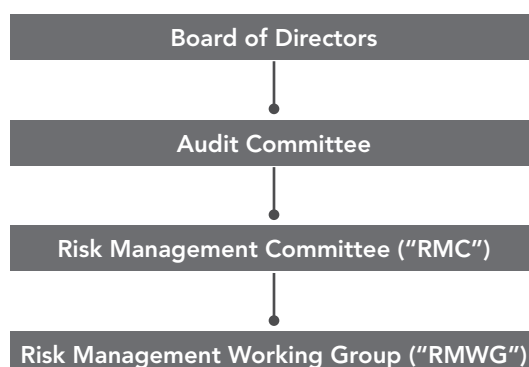 Board of Directors
Audit Committee
Risk Management Committee (“RMC”)
Risk Management Working Group (“RMWG”)